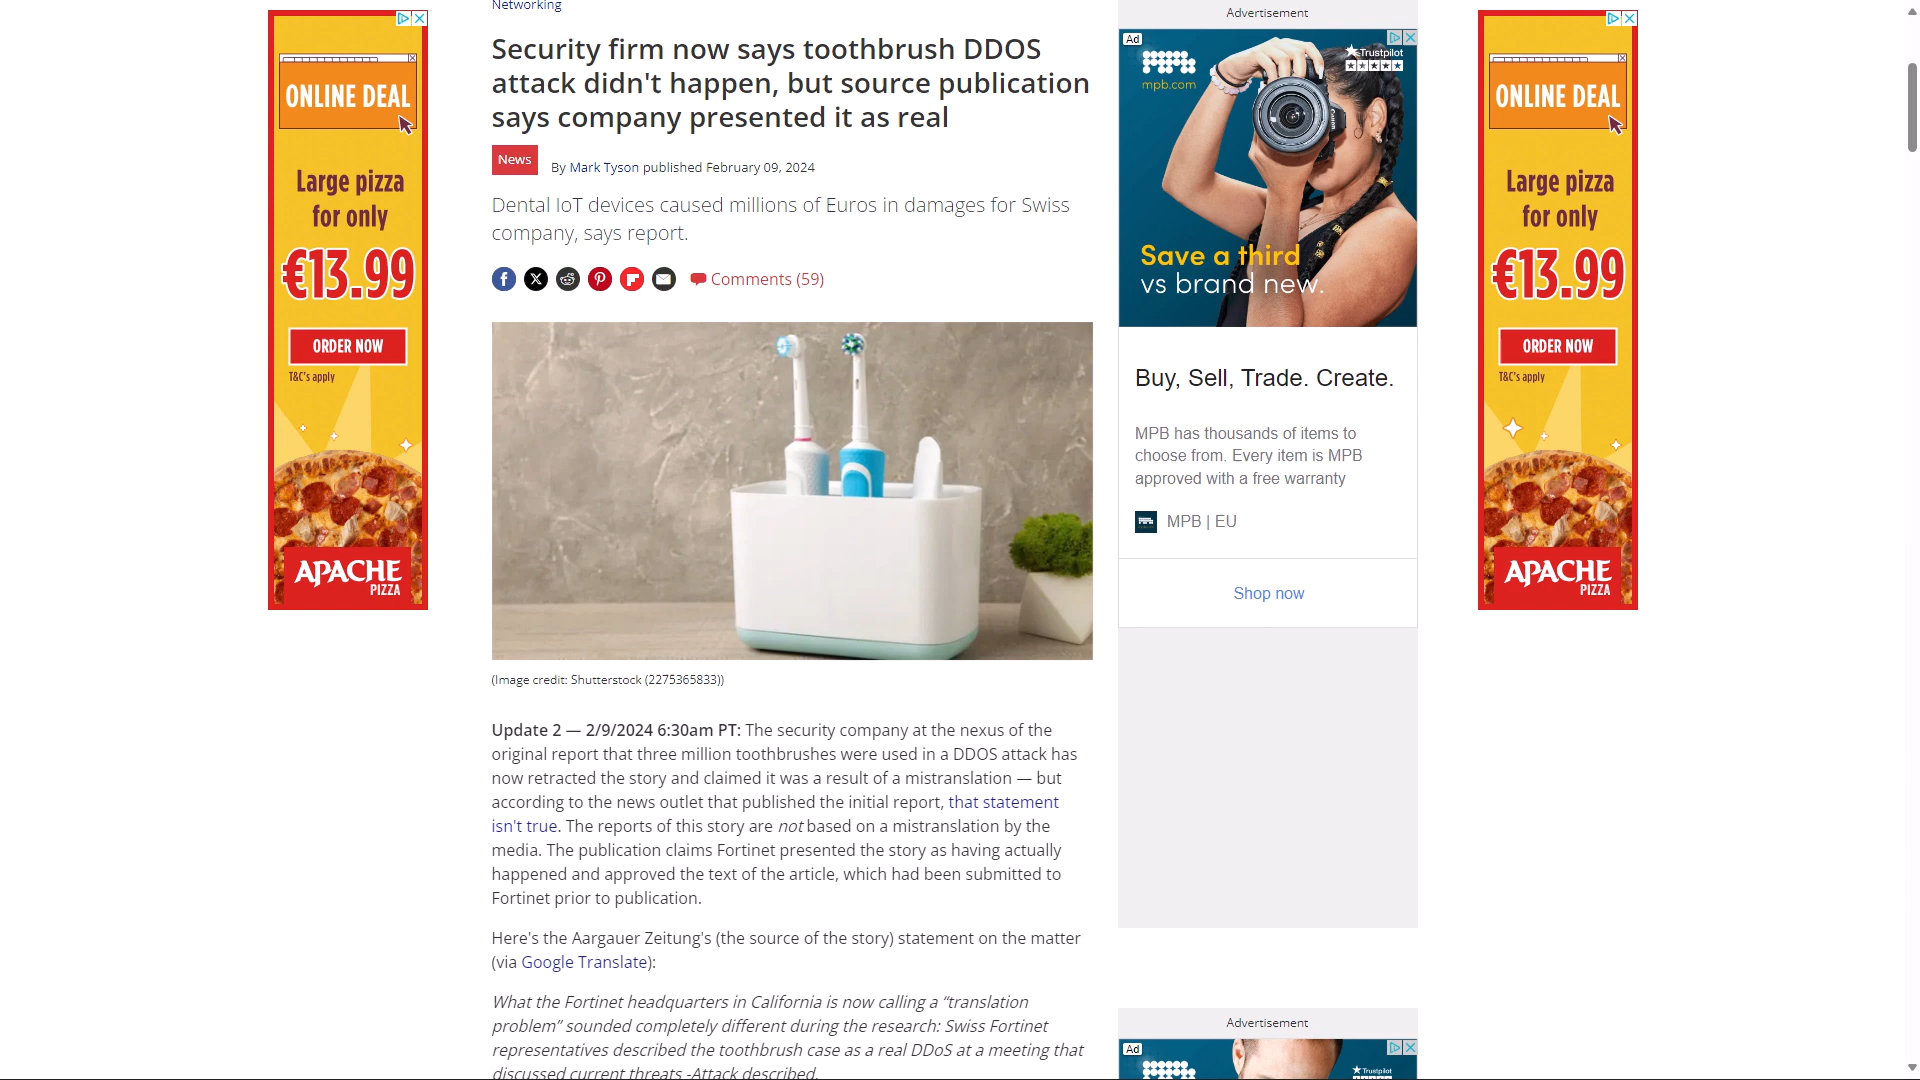 Networking
Security firm now says toothbrush DDOS
attack didn't happen, but source publication
says company presented it as real
News
By Mark Tyson published February 09, 2024
Dental IoT devices caused millions of Euros in damages for Swiss
company, says report.
Comments (59)
(Image credit: Shutterstock (2275365833))
Update 2 — 2/9/2024 6:30am PT: The security company at the nexus of the
original report that three million toothbrushes were used in a DDOS attack has
now retracted the story and claimed it was a result of a mistranslation — but
according to the news outlet that published the initial report, that statement
isn't true. The reports of this story are not based on a mistranslation by the
media. The publication claims Fortinet presented the story as having actually
happened and approved the text of the article, which had been submitted to
Fortinet prior to publication.
Here's the Aargauer Zeitung's (the source of the story) statement on the matter
(via Google Translate):
What the Fortinet headquarters in California is now calling a “translation
problem” sounded completely different during the research: Swiss Fortinet
representatives described the toothbrush case as a real DDoS at a meeting that
discussed current threats -Attack described.
ONLINE DEAL
Large pizza
for only
€13.99
ORDER NOW
T&C's apply
APACHE
PIZZA
Advertisement
Ad
mpb.com
Trustpilot
Canon
Save a third
vs brand new.
Buy, Sell, Trade. Create.
MPB has thousands of items to
choose from. Every item is MPB
approved with a free warranty
MPB | EU
Shop now
Advertisement
Ad
Trustpilot
ONLINE DEAL
Large pizza
for only
€13.99
ORDER NOW
T&C's apply
APACHE
PIZZA